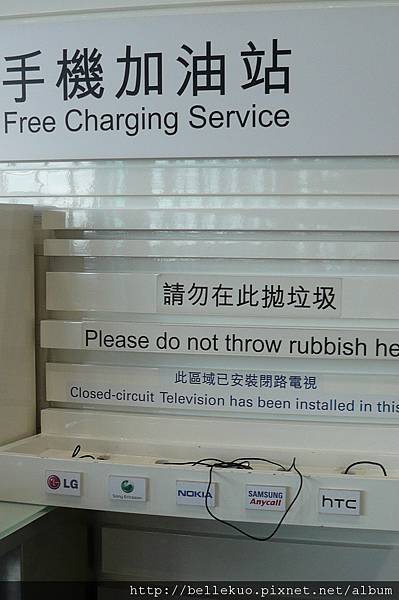 手機加油站
Free Charging Service
請勿在此拋垃圾
Please do not throw rubbish he
此區域已安裝閉路電視
Closed-circuit Television has been installed in this
LG
Sony Ericsson
NOKIA
SAMSUNG
Anycall
hTC
http://bellekuo.pixnet.net/album